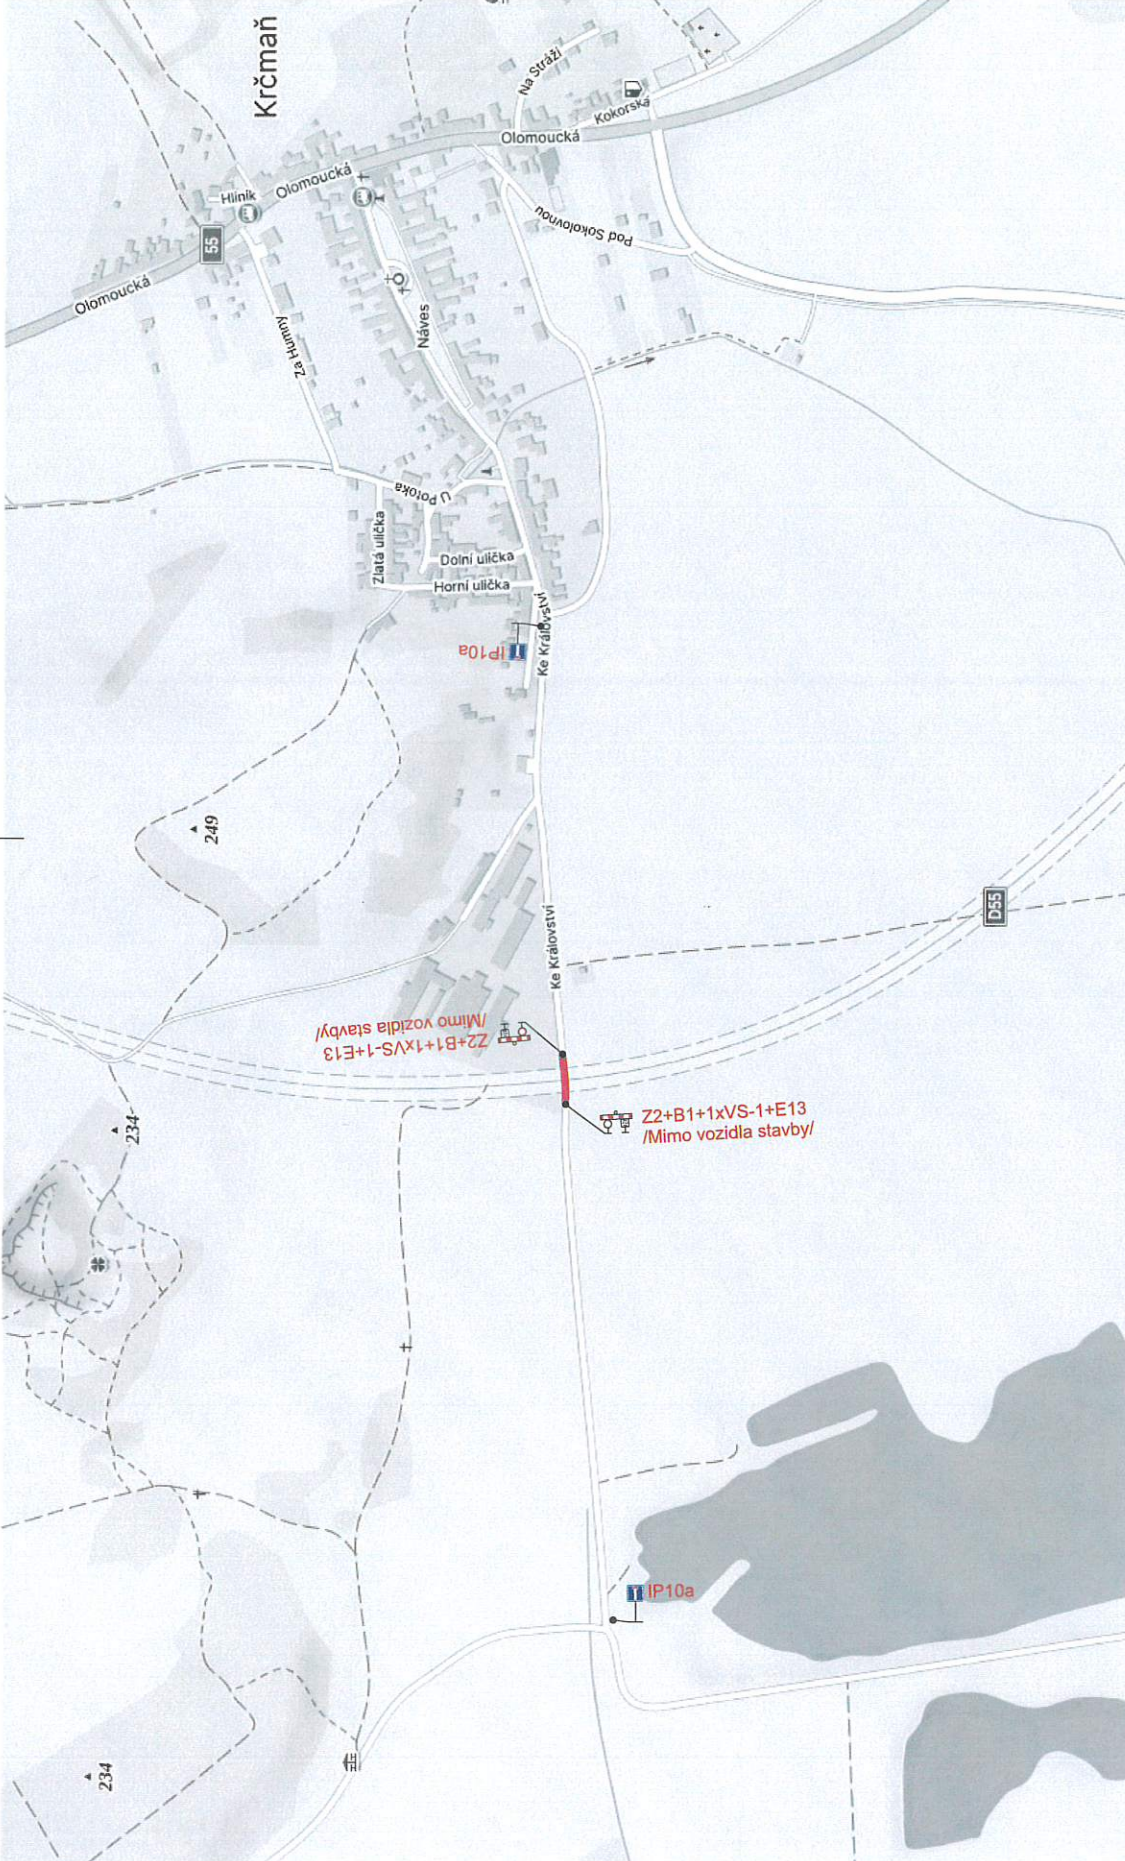 Krčmaň
Na Stráži
Kokorská
Olomoucká
Olomoucká
Hliník
55
Olomoucká
Pod Sokolovnou
Za Humny
Náves
U Potoka
Zlatá ulička
Dolní ulička
Horní ulička
Ke Království
IP10a
249
Ke Království
D55
Z2+B1+1xVS-1+E13
/Mimo vozidla stavby/
Z2+B1+1xVS-1+E13
/Mimo vozidla stavby/
234
IP10a
234